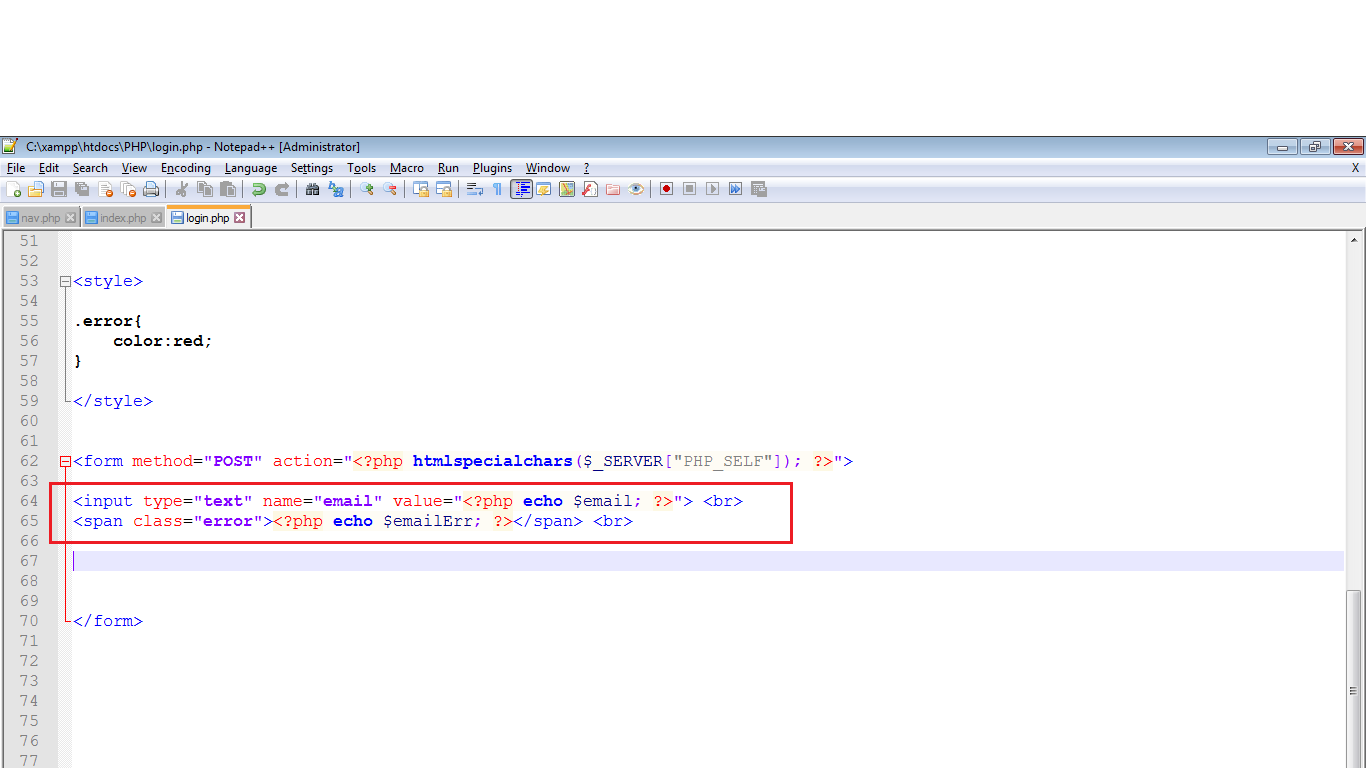 C:\xampp\htdocs\PHP\login.php - Notepad++ [Administrator]
File Edit Search View Encoding Language Settings Tools Macro Run Plugins Window ? X
nav.php index.php login.php
51
52
53 <style>
54
55 .error{
56 color:red;
57 }
58
59 </style>
60
61
62 <form method="POST" action="<?php htmlspecialchars($_SERVER["PHP_SELF"]); ?>">
63
64 <input type="text" name="email" value="<?php echo $email; ?>"> <br>
65 <span class="error"><?php echo $emailErr; ?></span> <br>
66
67
68
69
70 </form>
71
72
73
74
75
76
77